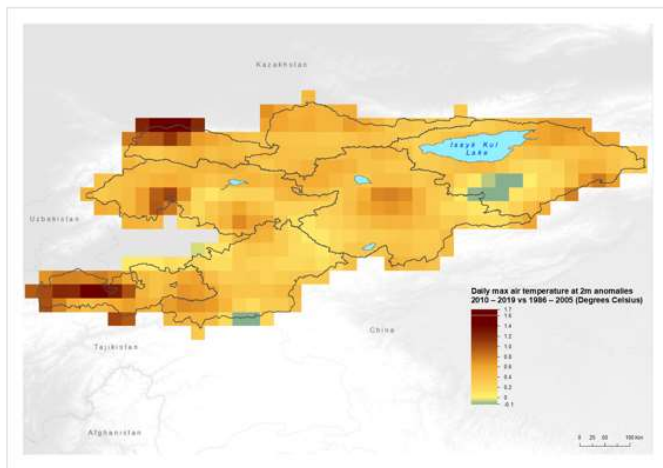 Kazakhstan
Issyk Kul
Lake
Uzbekistan
Daily max air temperature at 2m anomalies
2010 – 2019 vs 1986 – 2005 (Degrees Celsius)
1.7
1.6
1.4
1.2
1.0
0.8
0.6
0.4
0.2
0
-0.1
China
Tajikistan
Afghanistan
0 25 50 100 Km